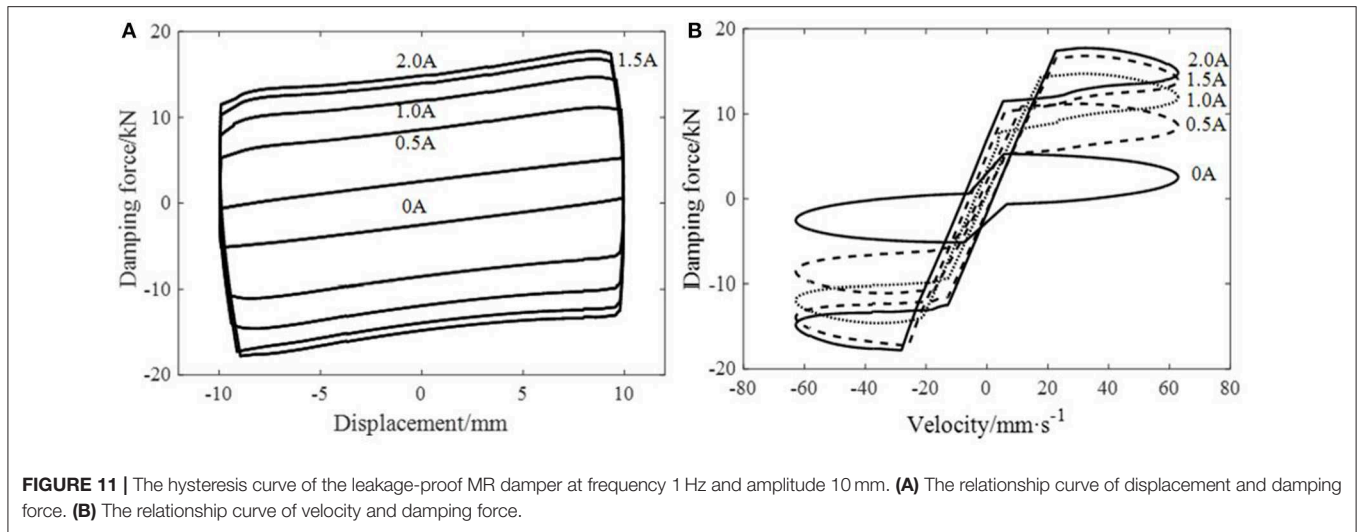 A
20
10
0
-10
-20
Damping force/kN
2.0A
1.5A
1.0A
0.5A
0A
-10
-5
0
5
10
Displacement/mm
B
20
10
0
-10
-20
Damping force/kN
2.0A
1.5A
1.0A
0.5A
0A
-80
-60
-40
-20
0
20
40
60
80
Velocity/mm·s⁻¹
FIGURE 11 | The hysteresis curve of the leakage-proof MR damper at frequency 1 Hz and amplitude 10 mm. (A) The relationship curve of displacement and damping
force. (B) The relationship curve of velocity and damping force.